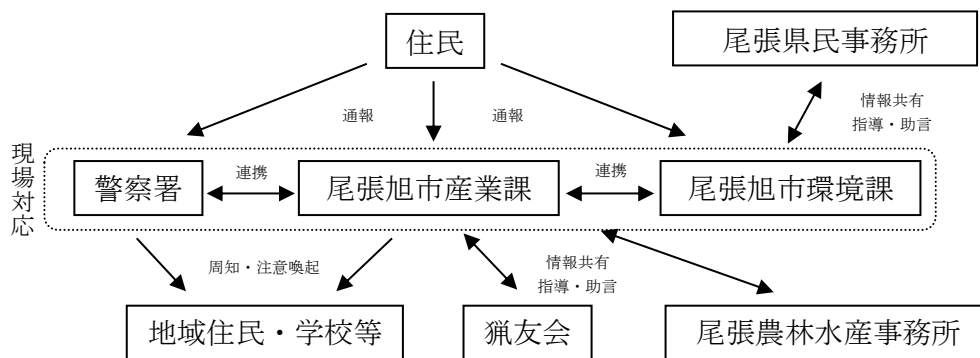 住民
尾張県民事務所
通報
通報
情報共有
指導・助言
現場対応
警察署
連携
尾張旭市産業課
連携
尾張旭市環境課
周知・注意喚起
情報共有
指導・助言
地域住民・学校等
猟友会
尾張農林水産事務所